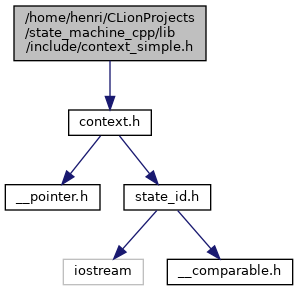 /home/henri/CLionProjects
/state_machine_cpp/lib
/include/context_simple.h
context.h
__pointer.h
state_id.h
iostream
__comparable.h